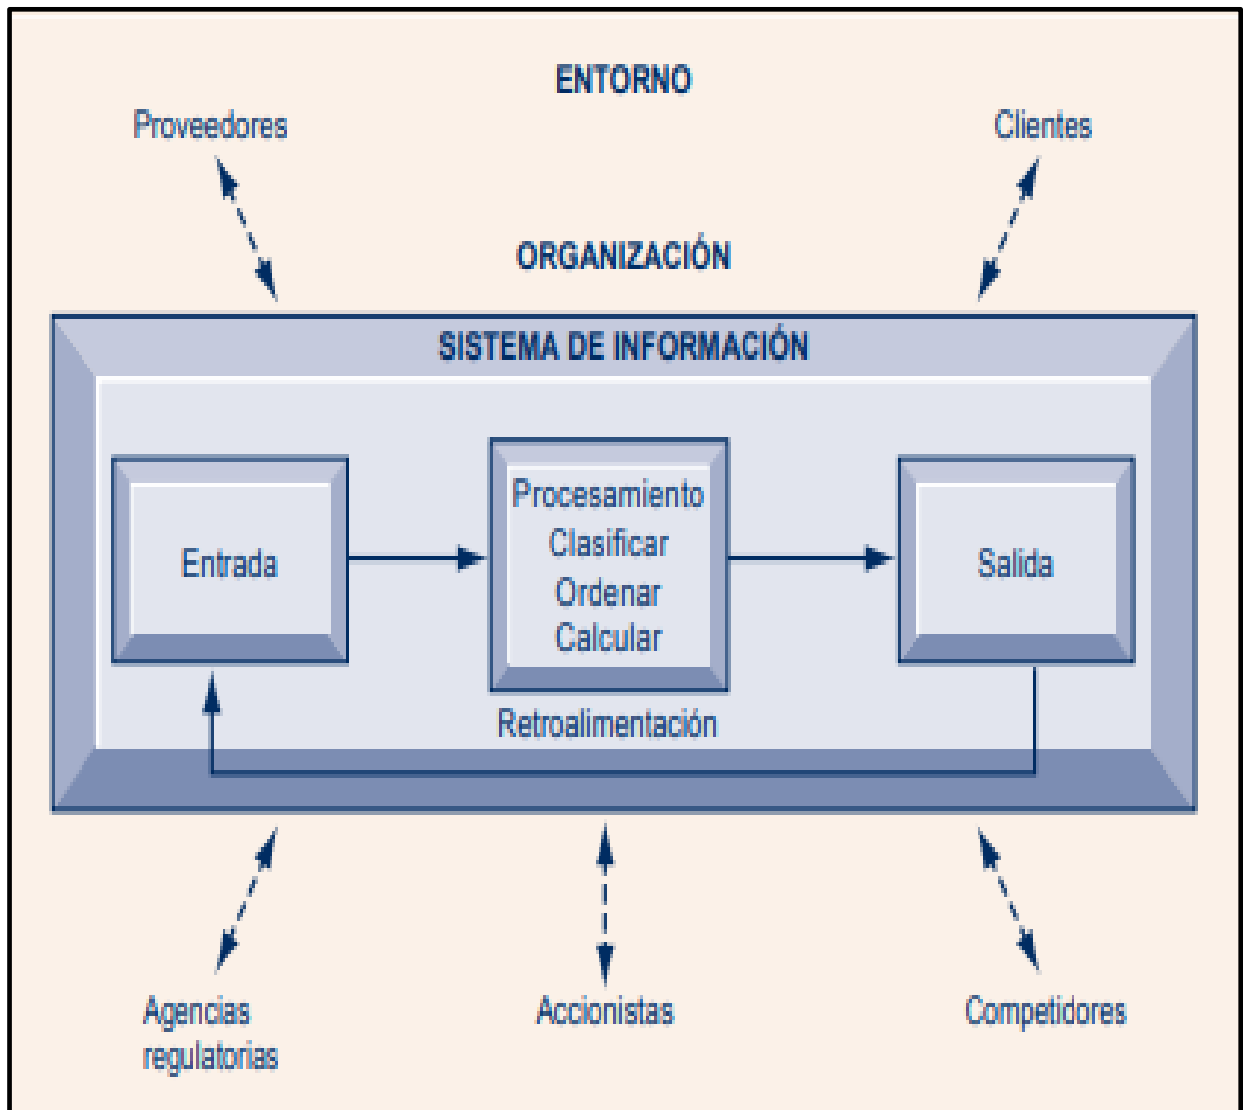 ENTORNO
Proveedores
Clientes
ORGANIZACIÓN
SISTEMA DE INFORMACIÓN
Entrada
Procesamiento
Clasificar
Ordenar
Calcular
Salida
Retroalimentación
Agencias
regulatorias
Accionistas
Competidores